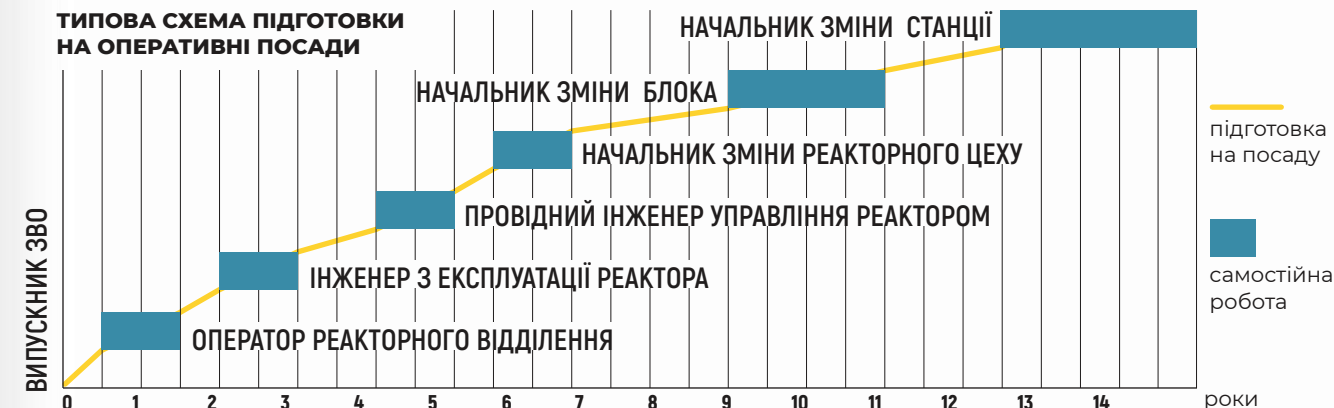 ТИПОВА СХЕМА ПІДГОТОВКИ
НА ОПЕРАТИВНІ ПОСАДИ
НАЧАЛЬНИК ЗМІНИ СТАНЦІЇ
НАЧАЛЬНИК ЗМІНИ БЛОКА
НАЧАЛЬНИК ЗМІНИ РЕАКТОРНОГО ЦЕХУ
ПРОВІДНИЙ ІНЖЕНЕР УПРАВЛІННЯ РЕАКТОРОМ
ІНЖЕНЕР З ЕКСПЛУАТАЦІЇ РЕАКТОРА
ОПЕРАТОР РЕАКТОРНОГО ВІДДІЛЕННЯ
ВИПУСКНИК ЗВО
0 1 2 3 4 5 6 7 8 9 10 11 12 13 14 роки
підготовка
на посаду
самостійна
робота